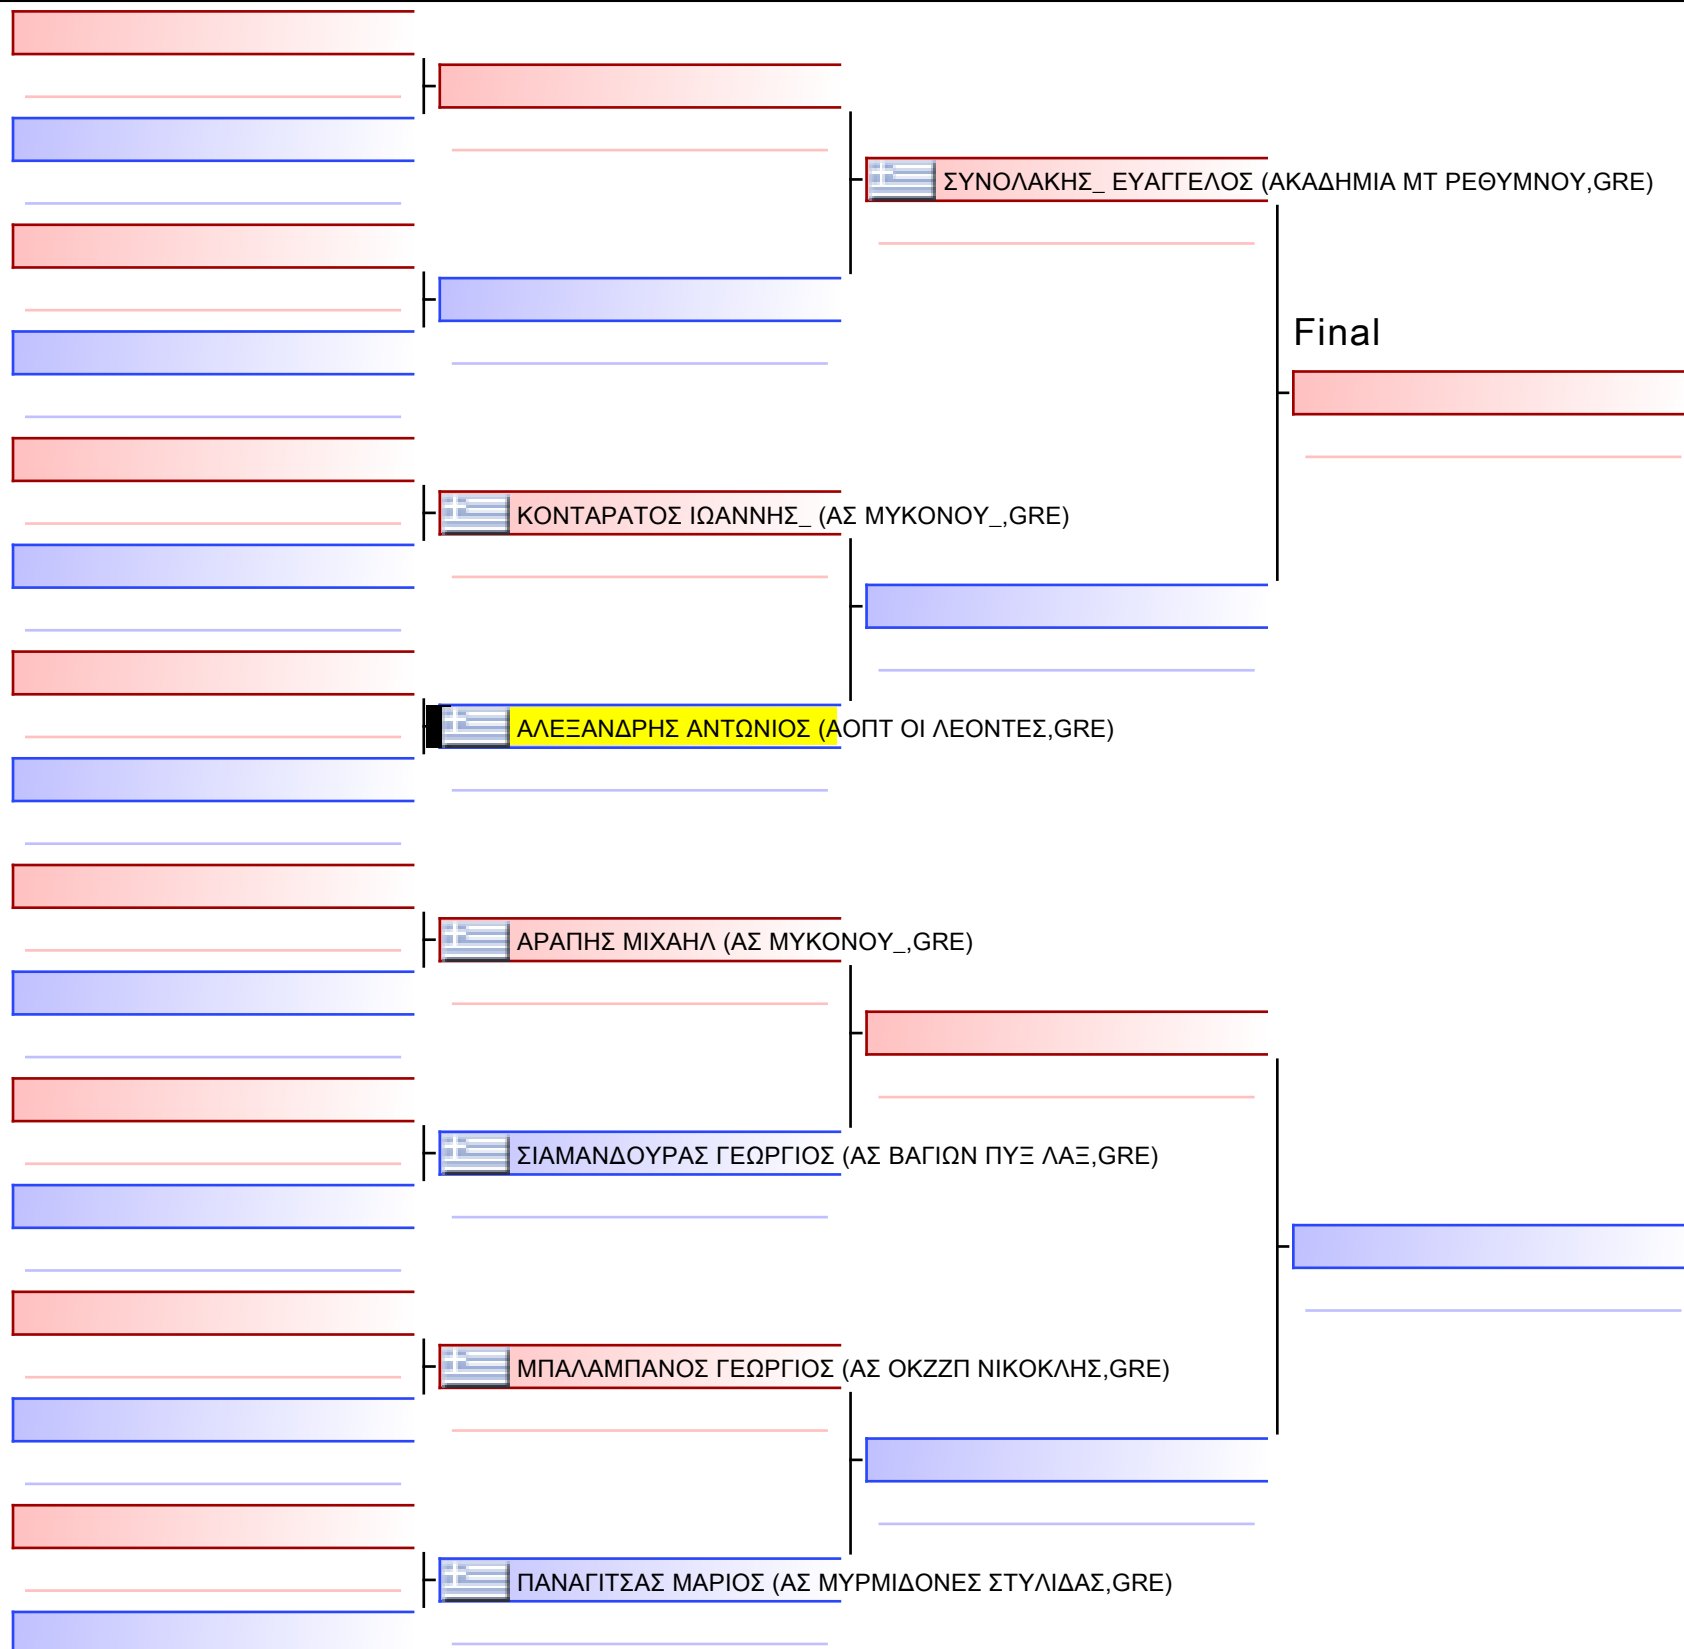 ΣΥΝΟΛΑΚΗΣ_ ΕΥΑΓΓΕΛΟΣ (ΑΚΑΔΗΜΙΑ ΜΤ ΡΕΘΥΜΝΟΥ,GRE)
Final
ΚΟΝΤΑΡΑΤΟΣ ΙΩΑΝΝΗΣ_ (ΑΣ ΜΥΚΟΝΟΥ_,GRE)
ΑΛΕΞΑΝΔΡΗΣ ΑΝΤΩΝΙΟΣ (ΑΟΠΤ ΟΙ ΛΕΟΝΤΕΣ,GRE)
ΑΡΑΠΗΣ ΜΙΧΑΗΛ (ΑΣ ΜΥΚΟΝΟΥ_,GRE)
ΣΙΑΜΑΝΔΟΥΡΑΣ ΓΕΩΡΓΙΟΣ (ΑΣ ΒΑΓΙΩΝ ΠΥΞ ΛΑΞ,GRE)
ΜΠΑΛΑΜΠΑΝΟΣ ΓΕΩΡΓΙΟΣ (ΑΣ ΟΚΖΖΠ ΝΙΚΟΚΛΗΣ,GRE)
ΠΑΝΑΓΙΤΣΑΣ ΜΑΡΙΟΣ (ΑΣ ΜΥΡΜΙΔΟΝΕΣ ΣΤΥΛΙΔΑΣ,GRE)